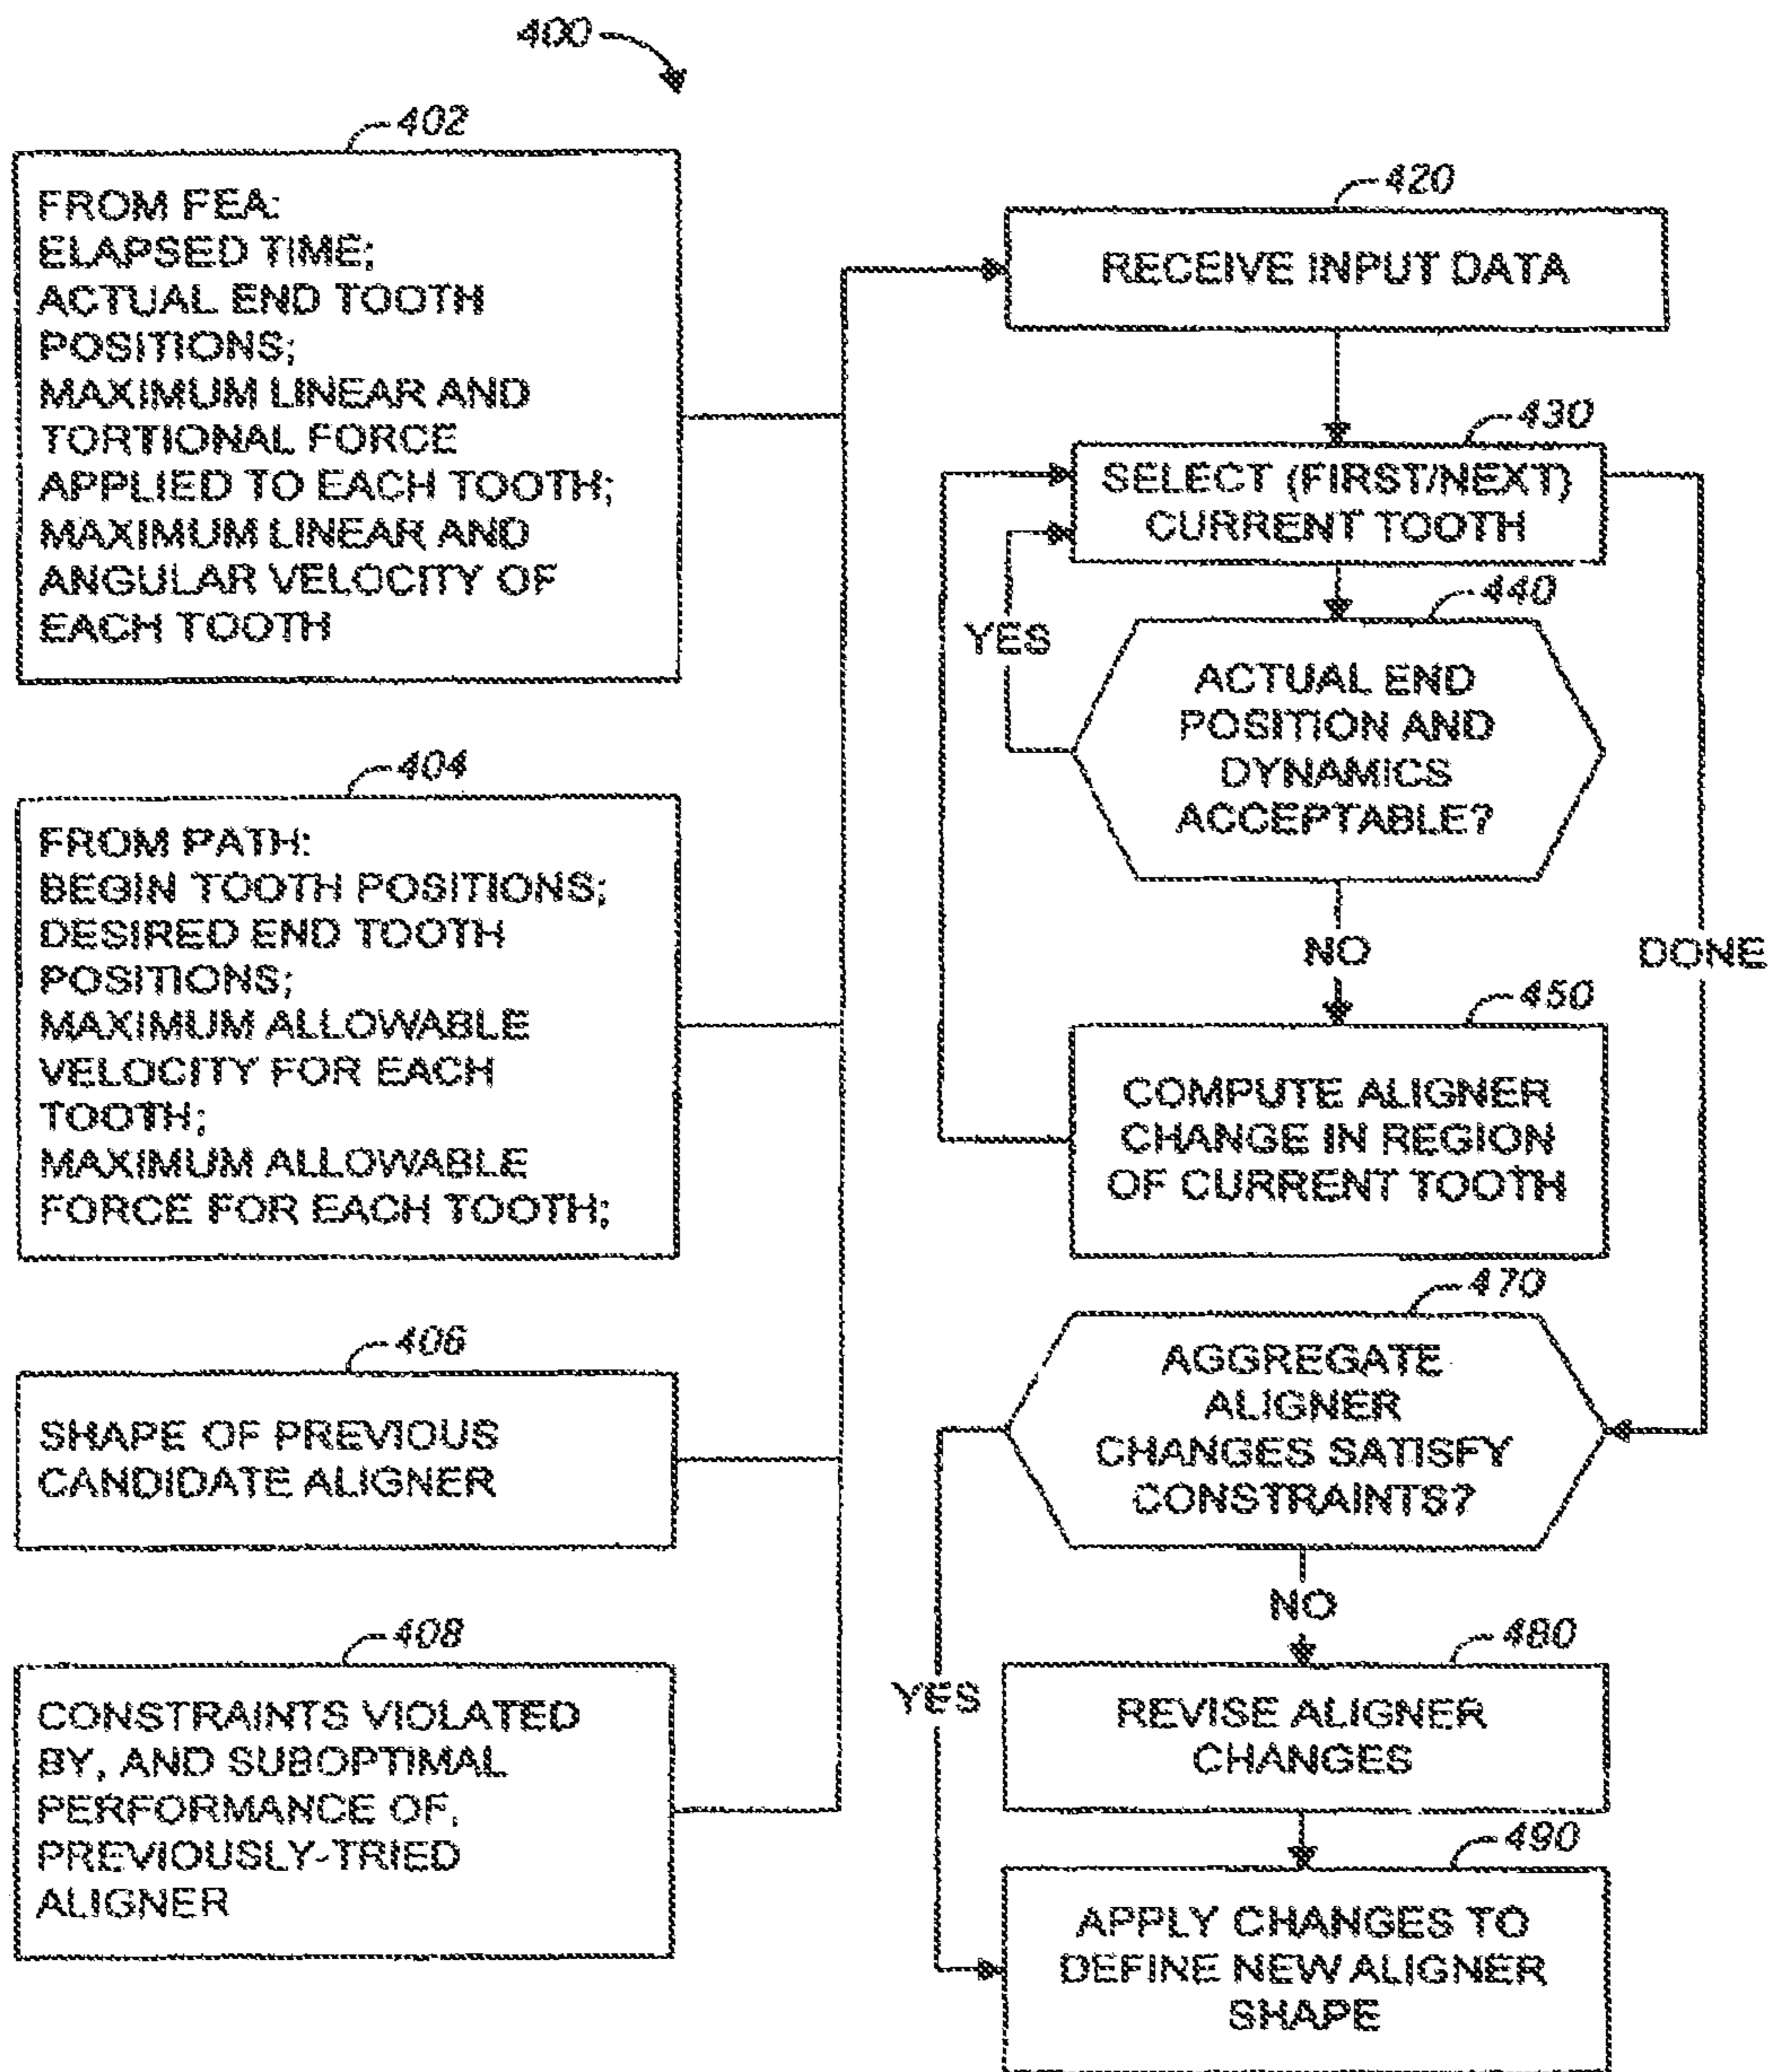 400
402
FROM FEA:
ELAPSED TIME;
ACTUAL END TOOTH
POSITIONS;
MAXIMUM LINEAR AND
TORTIONAL FORCE
APPLIED TO EACH TOOTH;
MAXIMUM LINEAR AND
ANGULAR VELOCITY OF
EACH TOOTH
404
FROM PATH:
BEGIN TOOTH POSITIONS;
DESIRED END TOOTH
POSITIONS;
MAXIMUM ALLOWABLE
VELOCITY FOR EACH
TOOTH;
MAXIMUM ALLOWABLE
FORCE FOR EACH TOOTH;
406
SHAPE OF PREVIOUS
CANDIDATE ALIGNER
408
CONSTRAINTS VIOLATED
BY, AND SUBOPTIMAL
PERFORMANCE OF,
PREVIOUSLY-TRIED
ALIGNER
420
RECEIVE INPUT DATA
430
SELECT (FIRST/NEXT)
CURRENT TOOTH
440
YES
ACTUAL END
POSITION AND
DYNAMICS
ACCEPTABLE?
NO
DONE
450
COMPUTE ALIGNER
CHANGE IN REGION
OF CURRENT TOOTH
470
AGGREGATE
ALIGNER
CHANGES SATISFY
CONSTRAINTS?
NO
YES
480
REVISE ALIGNER
CHANGES
490
APPLY CHANGES TO
DEFINE NEW ALIGNER
SHAPE